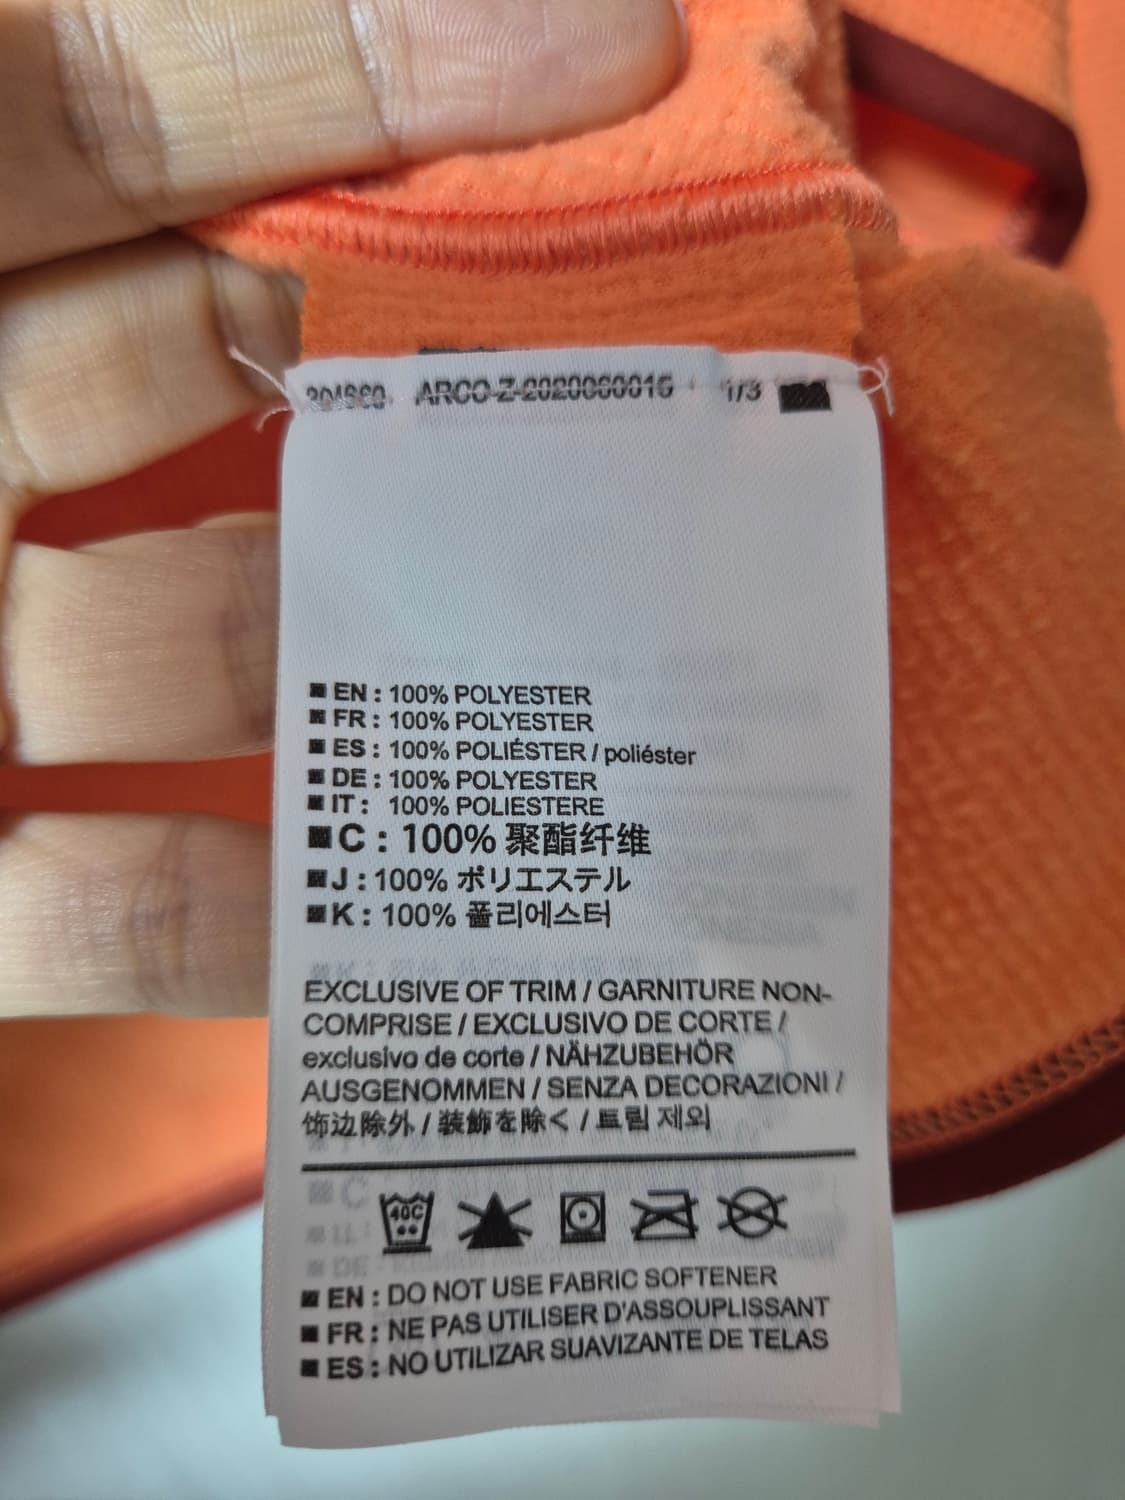 ARCO-Z-2020060015 1/3
EN : 100% POLYESTER
FR : 100% POLYESTER
ES : 100% POLIÉSTER / poliéster
DE : 100% POLYESTER
IT : 100% POLIESTERE
C : 100% 聚酯纤维
J : 100% ポリエステル
K : 100% 폴리에스터
EXCLUSIVE OF TRIM / GARNITURE NON-
COMPRISE / EXCLUSIVO DE CORTE /
exclusivo de corte / NÄHZUBEHÖR
AUSGENOMMEN / SENZA DECORAZIONI /
饰边除外 / 装飾を除く / 트림 제외
40C
EN : DO NOT USE FABRIC SOFTENER
FR : NE PAS UTILISER D'ASSOUPLISSANT
ES : NO UTILIZAR SUAVIZANTE DE TELAS